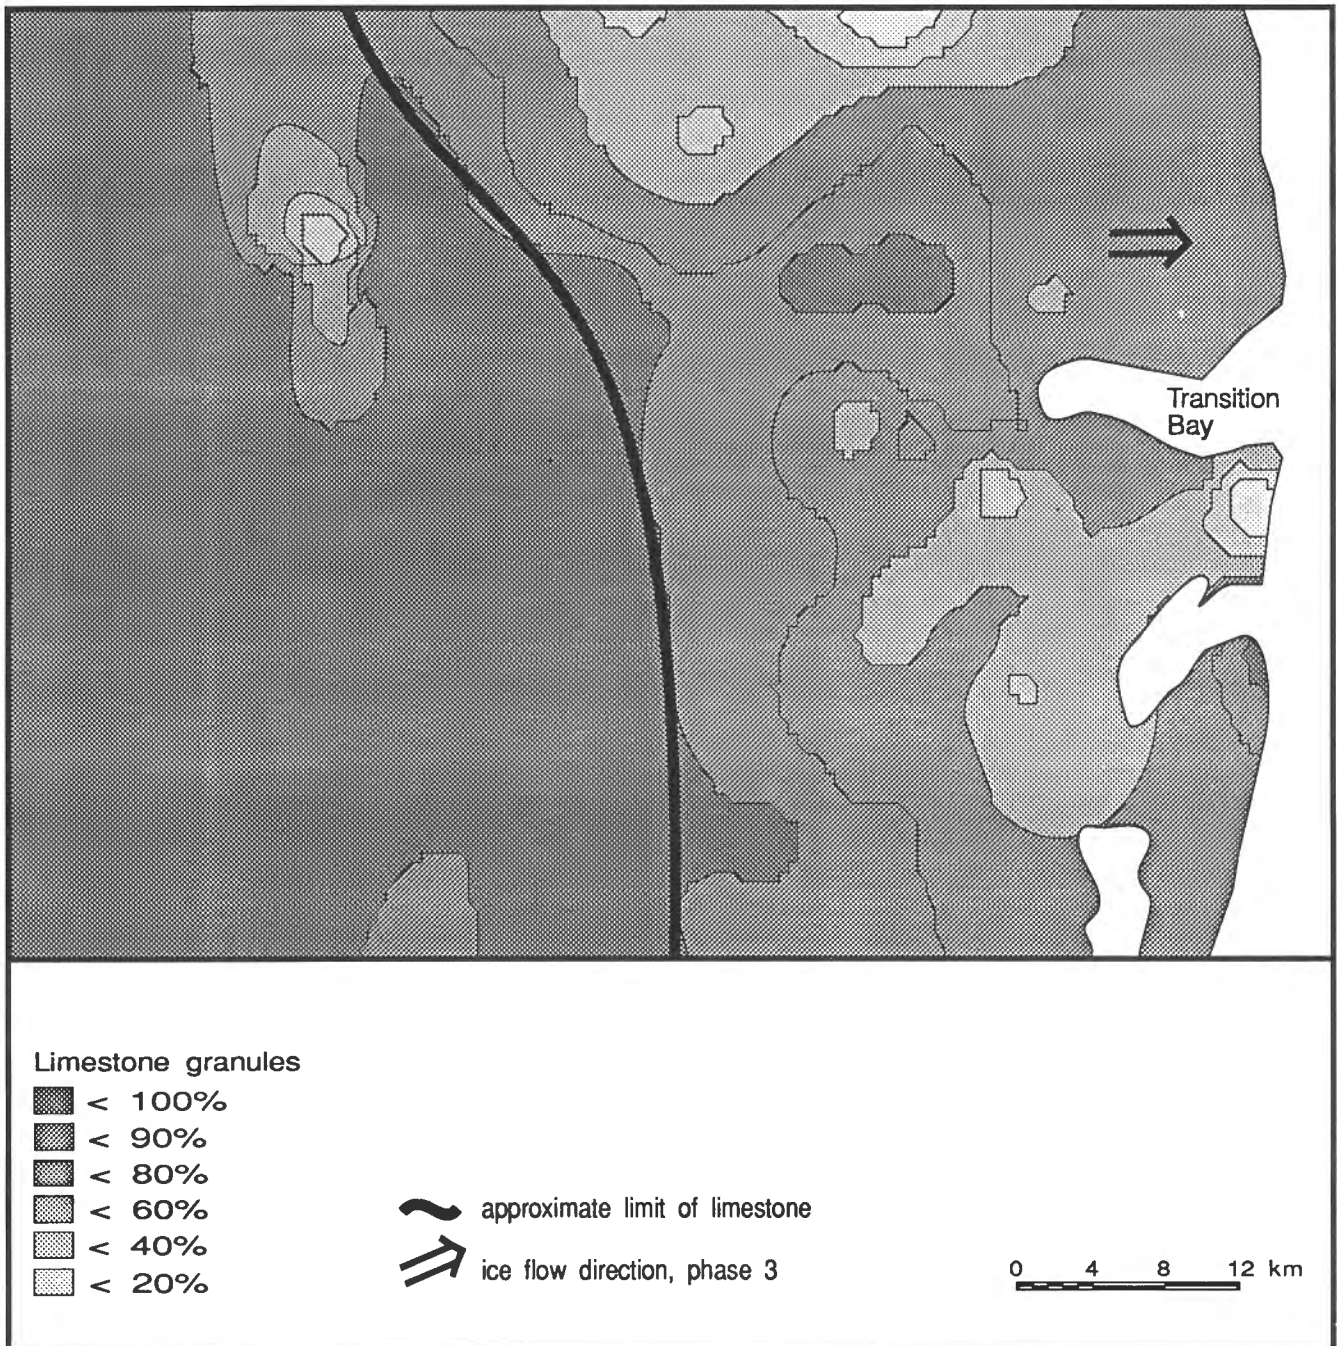 Transition
Bay
Limestone granules
< 100%
< 90%
< 80%
< 60%
< 40%
< 20%
approximate limit of limestone
ice flow direction, phase 3
0 4 8 12 km